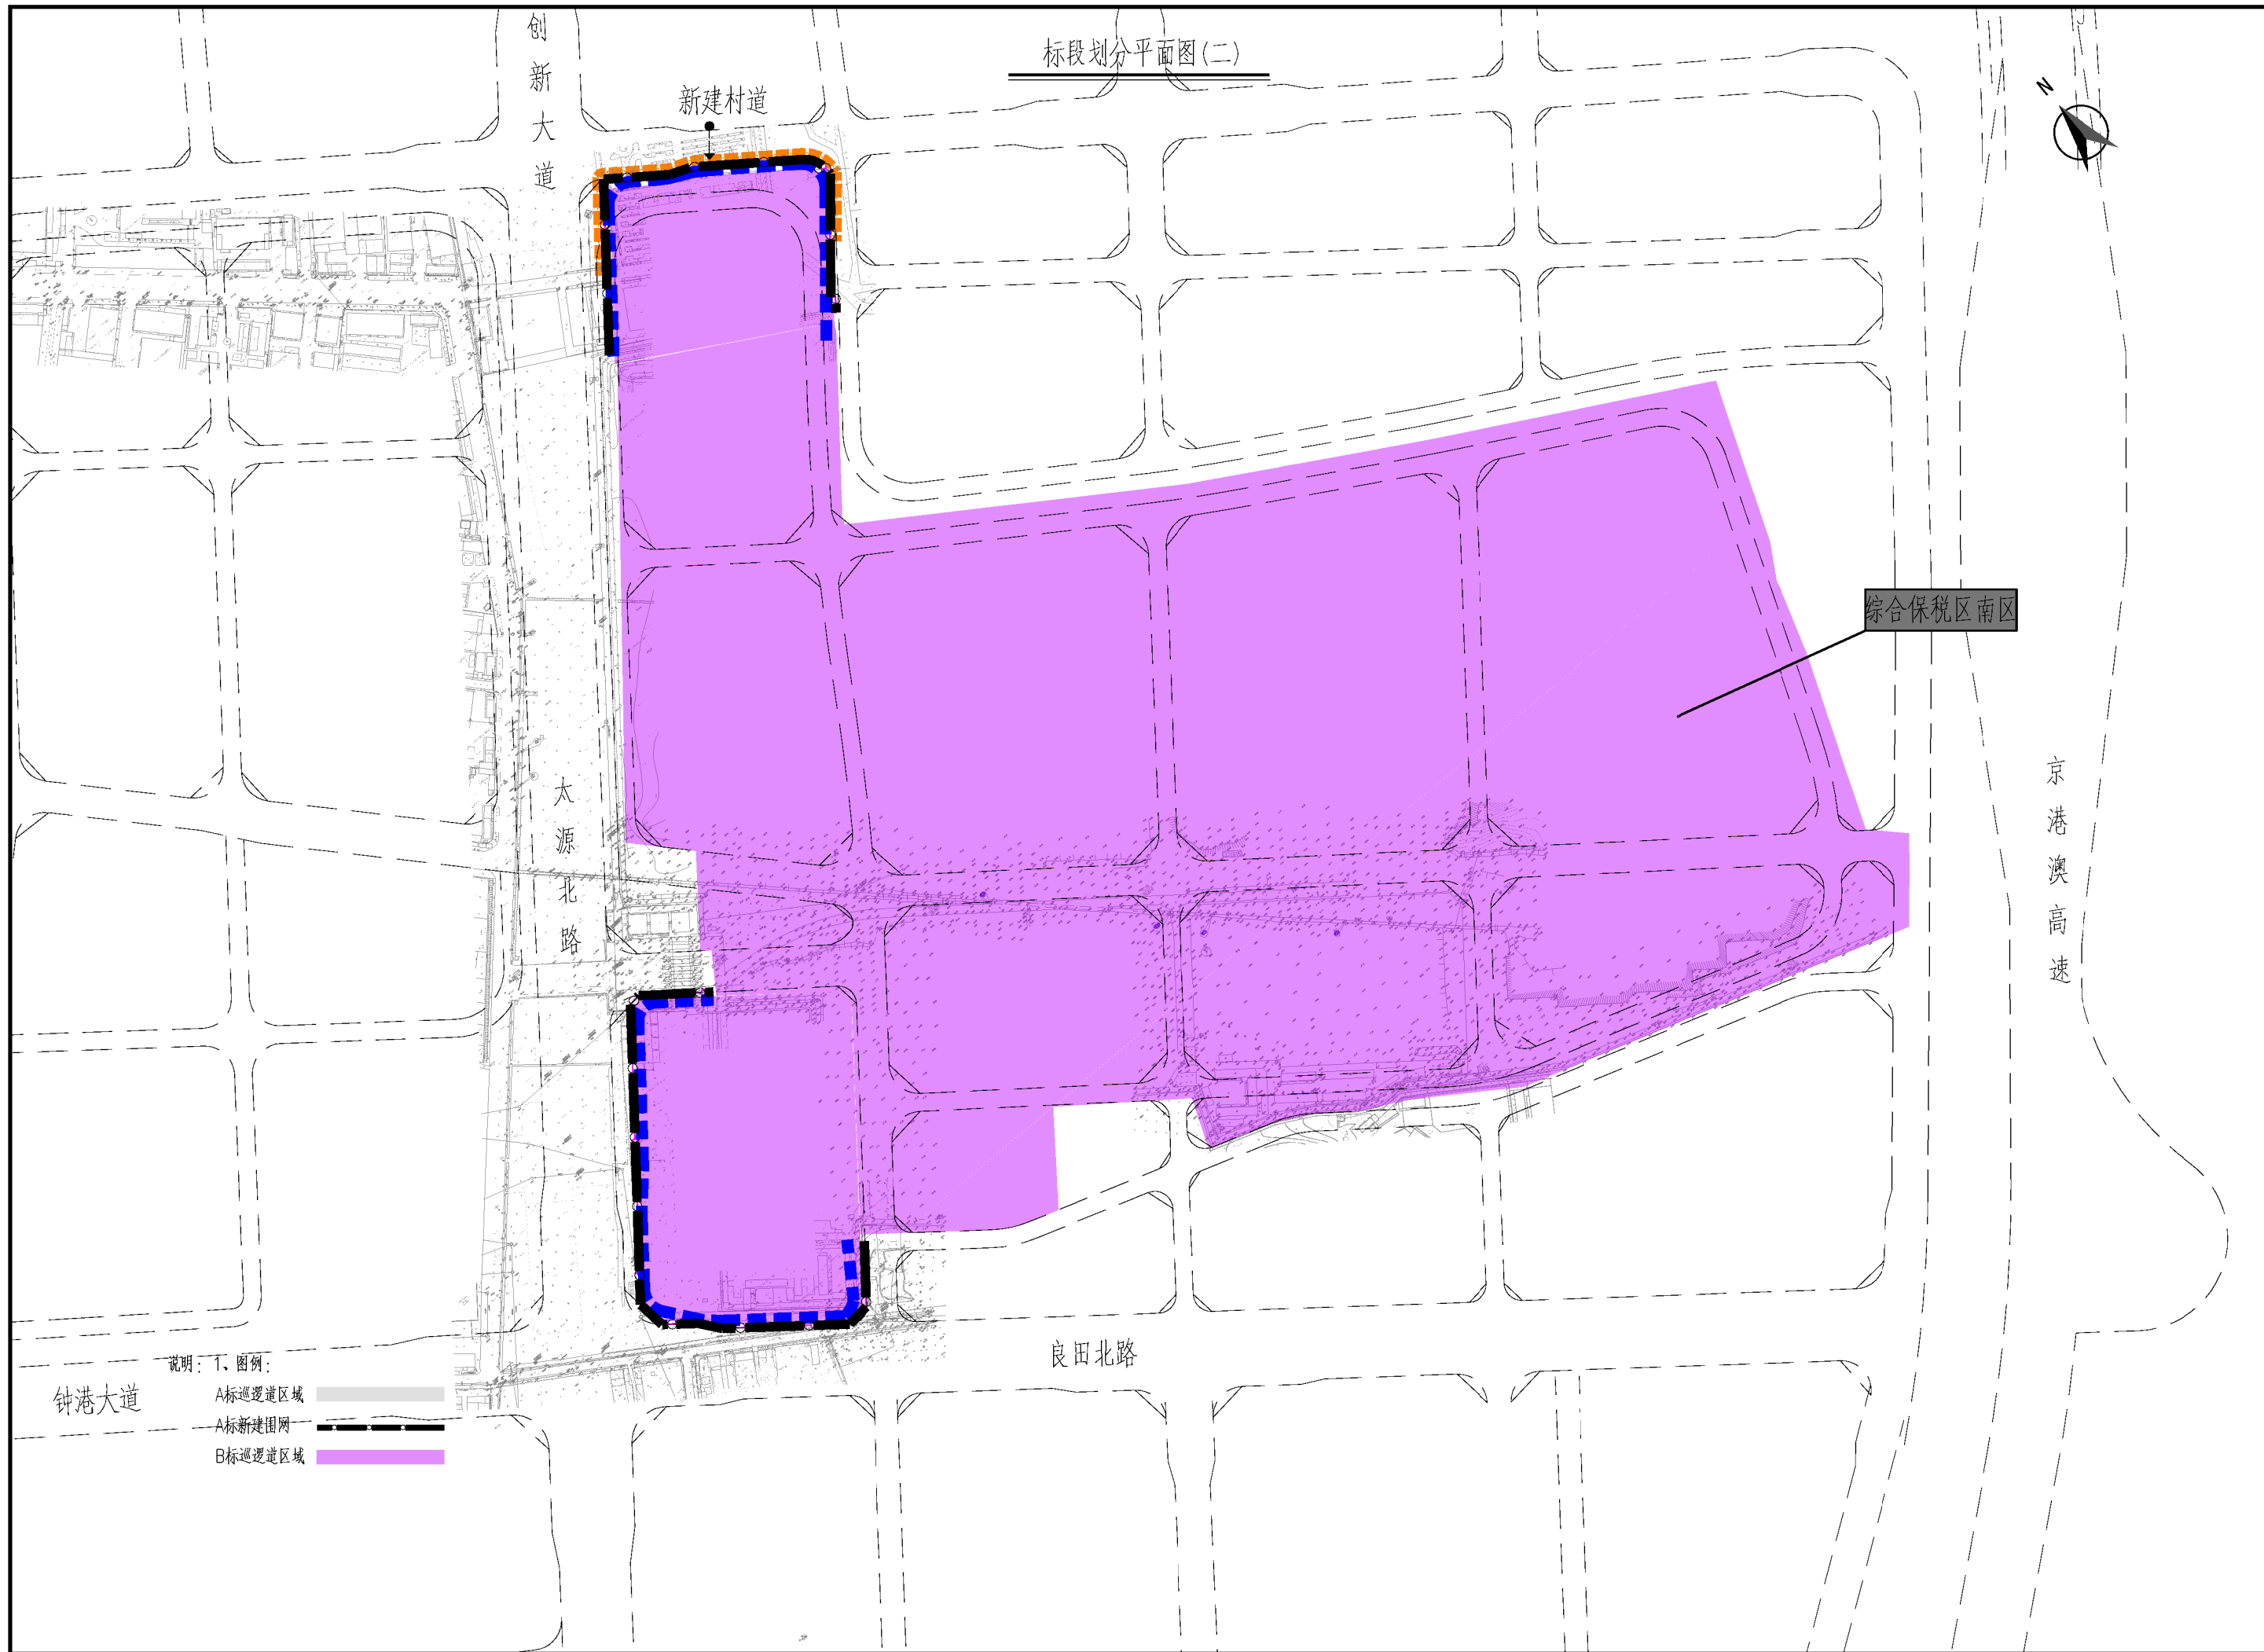 标段划分平面图(二)
创新大道
新建村道
N
综合保税区南区
太源北路
京港澳高速
良田北路
钟港大道
说明：1、图例：
A标巡逻道区域
A标新建围网
B标巡逻道区域